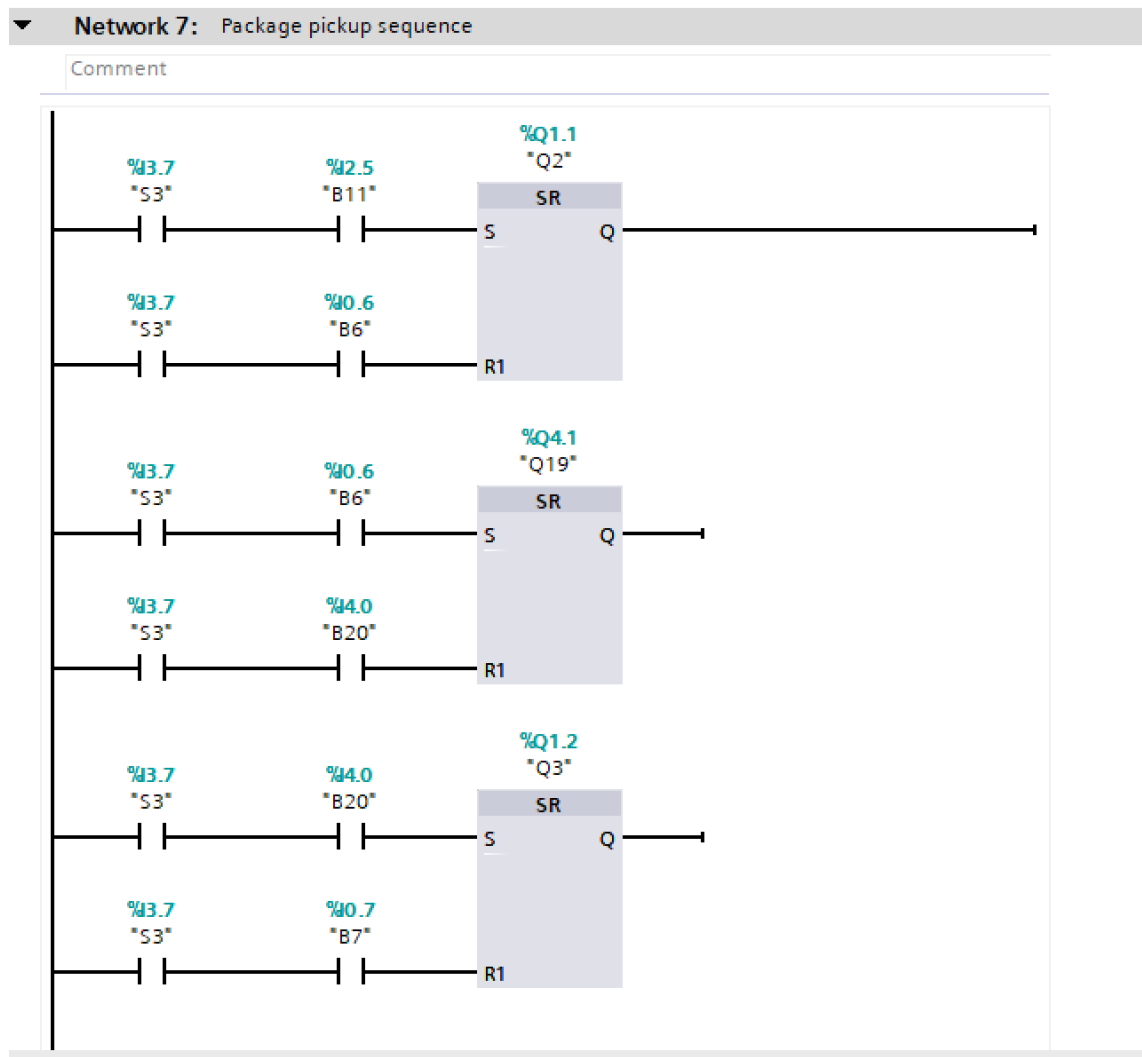 Network 7: Package pickup sequence
Comment
%Q1.1
"Q2"
%I3.7 %I2.5
"S3" "B11" SR
S Q
%I3.7 %I0.6
"S3" "B6"
R1
%Q4.1
"Q19"
%I3.7 %I0.6
"S3" "B6" SR
S Q
%I3.7 %I4.0
"S3" "B20"
R1
%Q1.2
"Q3"
%I3.7 %I4.0
"S3" "B20" SR
S Q
%I3.7 %I0.7
"S3" "B7"
R1